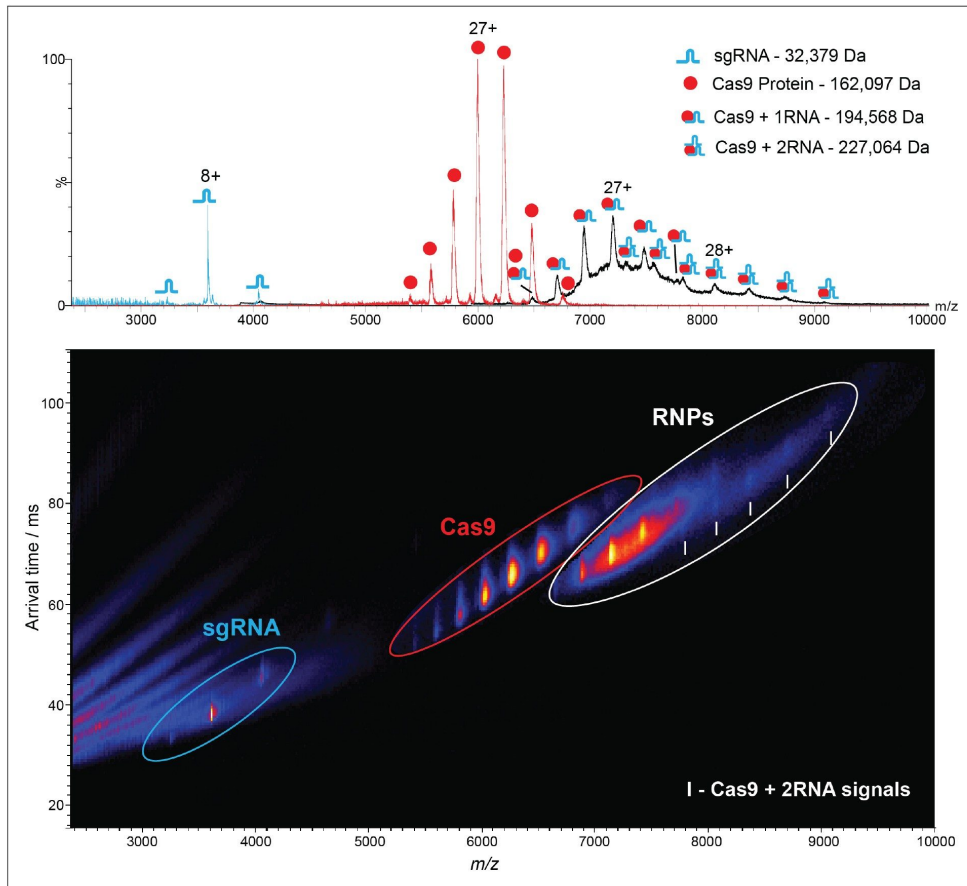 27+
100
sgRNA - 32,379 Da
Cas9 Protein - 162,097 Da
Cas9 + 1RNA - 194,568 Da
Cas9 + 2RNA - 227,064 Da
8+
27+
%
28+
0
3000 4000 5000 6000 7000 8000 9000 10000 m/z
100
RNPs
Cas9
80
Arrival time / ms
60
sgRNA
40
I - Cas9 + 2RNA signals
20
3000 4000 5000 6000 7000 8000 9000 10000
m/z